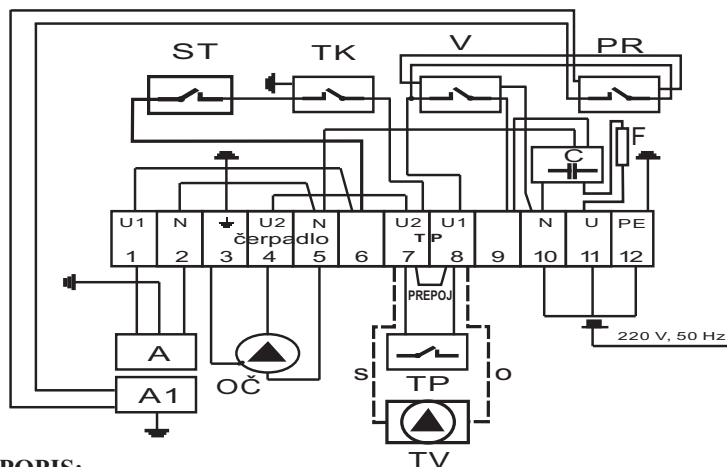 ST TK V PR
F
C
U1 N U2 N U2 U1 N U PE
čerpadlo T P
1 2 3 4 5 6 7 8 9 10 11 12
PREPOJ
220 V, 50 Hz
A
OČ
S TP O
A1
TV
POPIS: